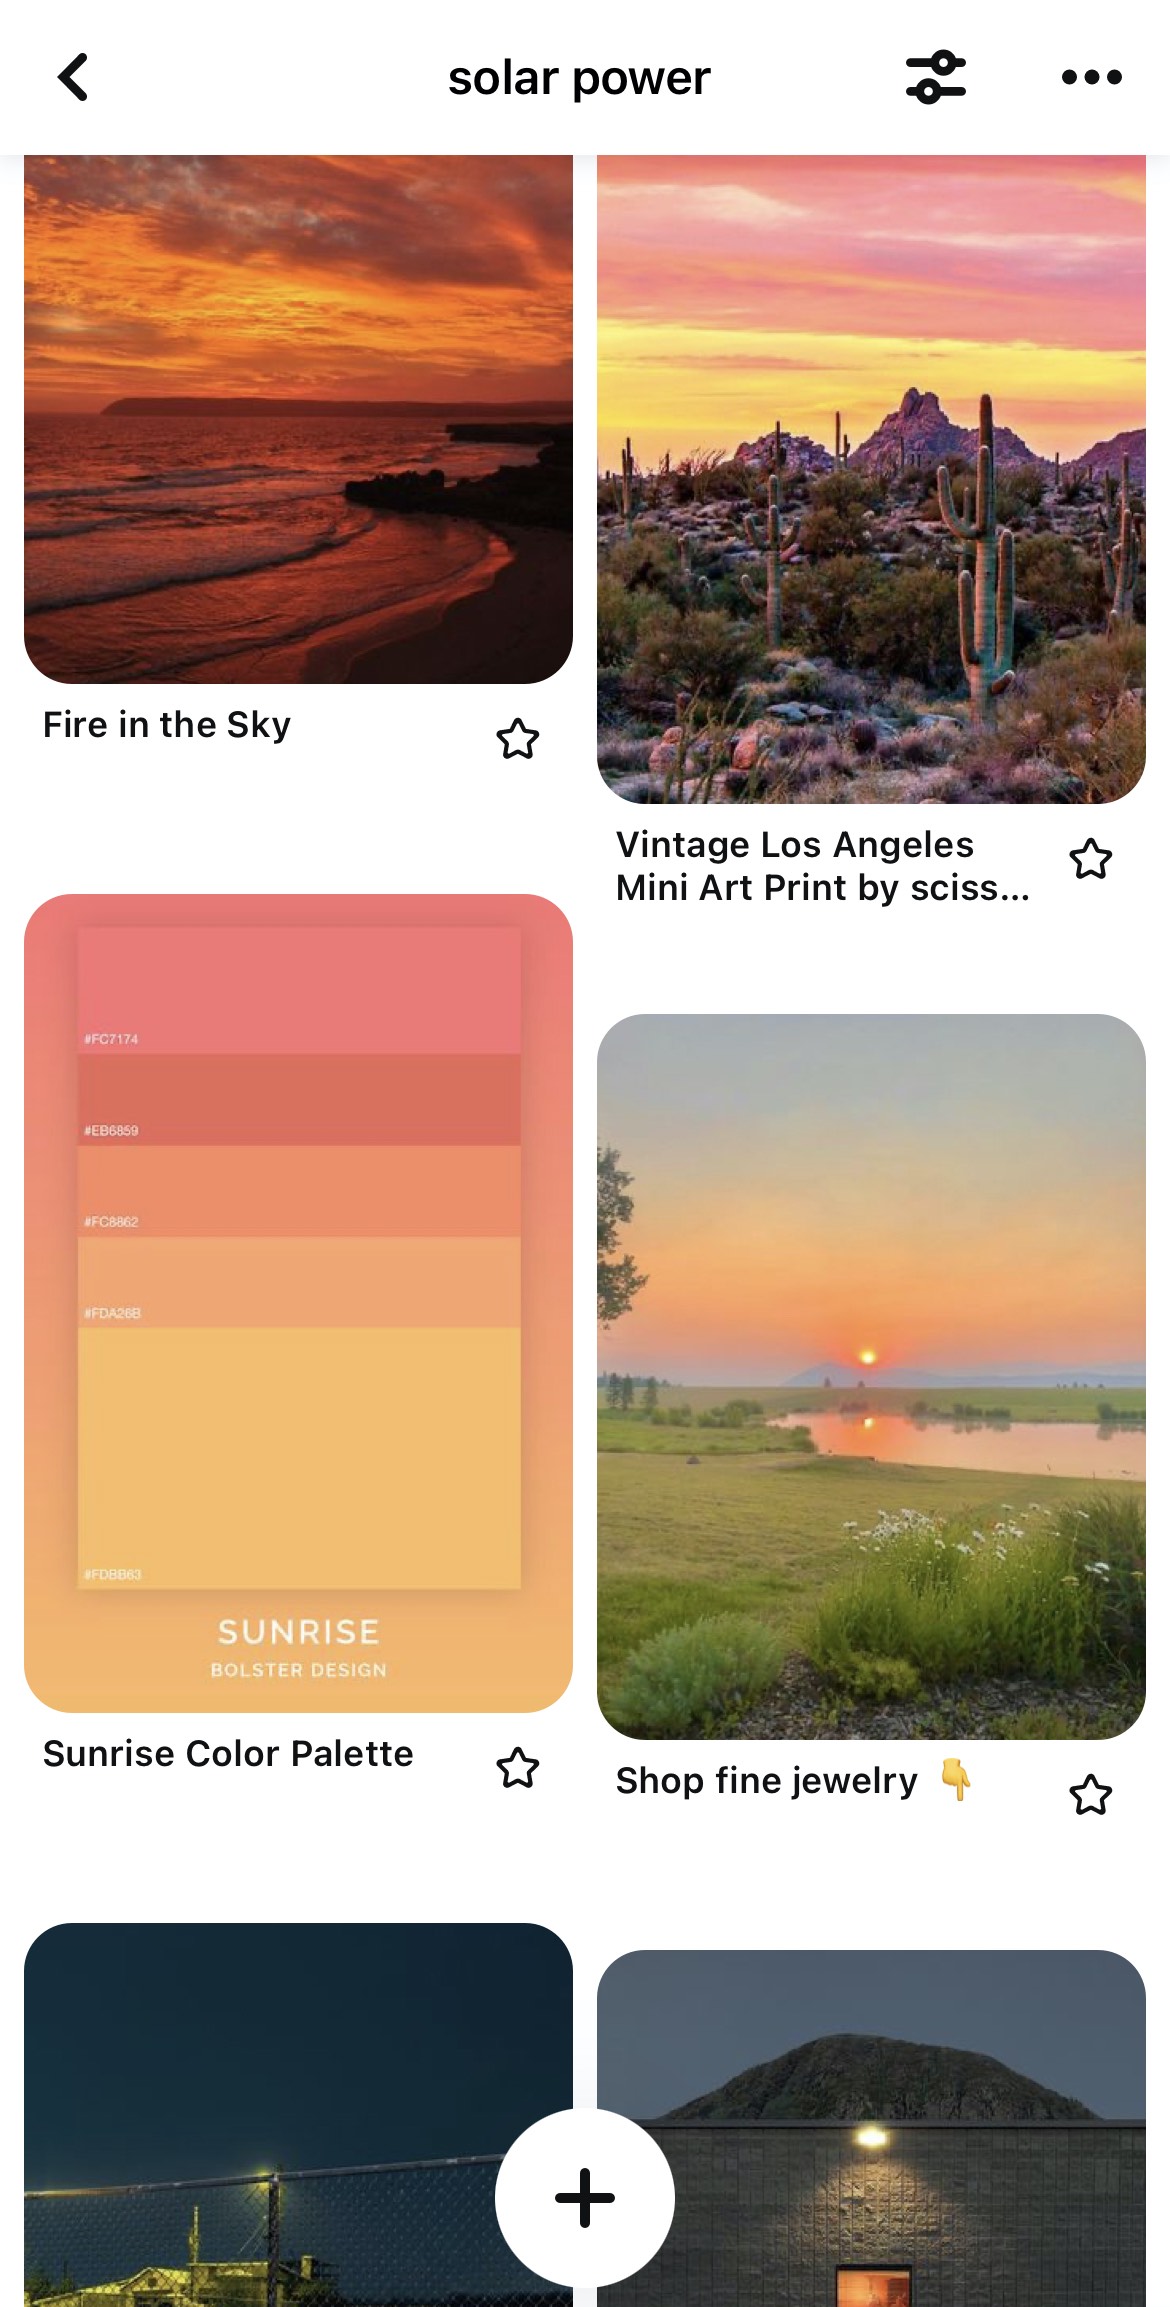 solar power
Fire in the Sky
Vintage Los Angeles
Mini Art Print by sciss...
#FC7174
#EB6859
#FC8862
#FDA26B
#FDBB63
SUNRISE
BOLSTER DESIGN
Sunrise Color Palette
Shop fine jewelry 👇